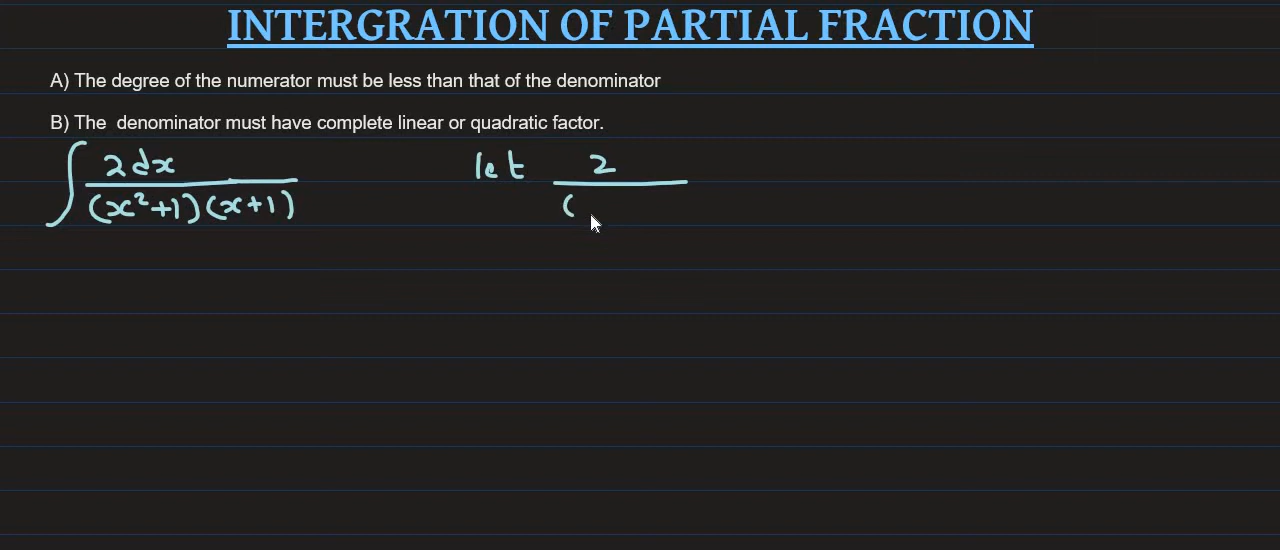 INTERGRATION OF PARTIAL FRACTION
A) The degree of the numerator must be less than that of the denominator
B) The  denominator must have complete linear or quadratic factor.
∫ 2dx / (x²+1)(x+1)
let 2 / (